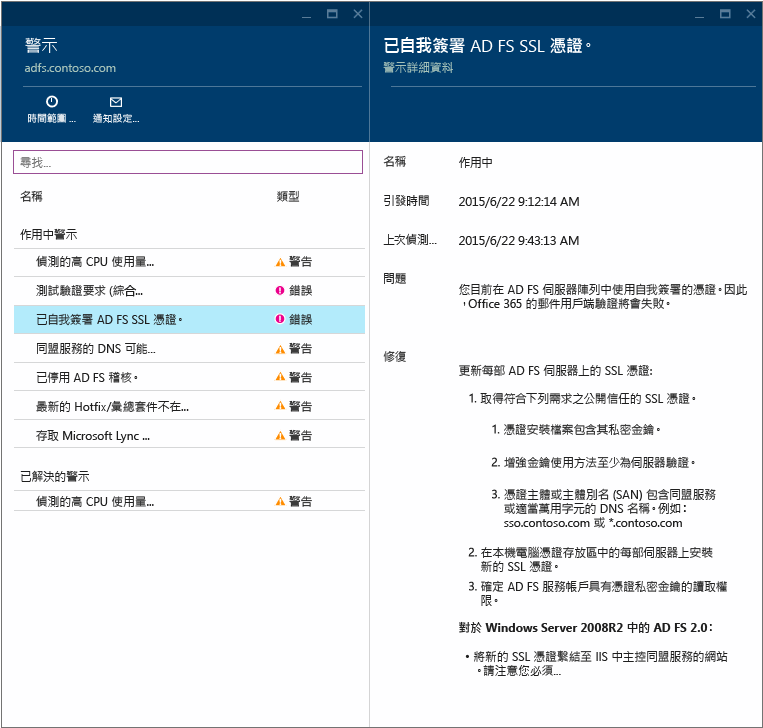 警示
adfs.contoso.com
時間範圍 ...
通知設定...
尋找...
名稱 類型
作用中警示
偵測的高 CPU 使用量... 警告
測試驗證要求 (綜合... 錯誤
已自我簽署 AD FS SSL 憑證。 錯誤
同盟服務的 DNS 可能... 警告
已停用 AD FS 稽核。 警告
最新的 Hotfix/彙總套件不在... 警告
存取 Microsoft Lync ... 警告
已解決的警示
偵測的高 CPU 使用量... 警告
已自我簽署 AD FS SSL 憑證。
警示詳細資料
名稱 作用中
引發時間 2015/6/22 9:12:14 AM
上次偵測... 2015/6/22 9:43:13 AM
問題
您目前在 AD FS 伺服器陣列中使用自我簽署的憑證。因此
，Office 365 的郵件用戶端驗證將會失敗。
修復
更新每部 AD FS 伺服器上的 SSL 憑證:
1. 取得符合下列需求之公開信任的 SSL 憑證。
1. 憑證安裝檔案包含其私密金鑰。
2. 增強金鑰使用方法至少為伺服器驗證。
3. 憑證主體或主體別名 (SAN) 包含同盟服務
或適當萬用字元的 DNS 名稱。例如：
sso.contoso.com 或 *.contoso.com
2. 在本機電腦憑證存放區中的每部伺服器上安裝
新的 SSL 憑證。
3. 確定 AD FS 服務帳戶具有憑證私密金鑰的讀取權
限。
對於 Windows Server 2008R2 中的 AD FS 2.0：
• 將新的 SSL 憑證繫結至 IIS 中主控同盟服務的網站
。請注意您必須...